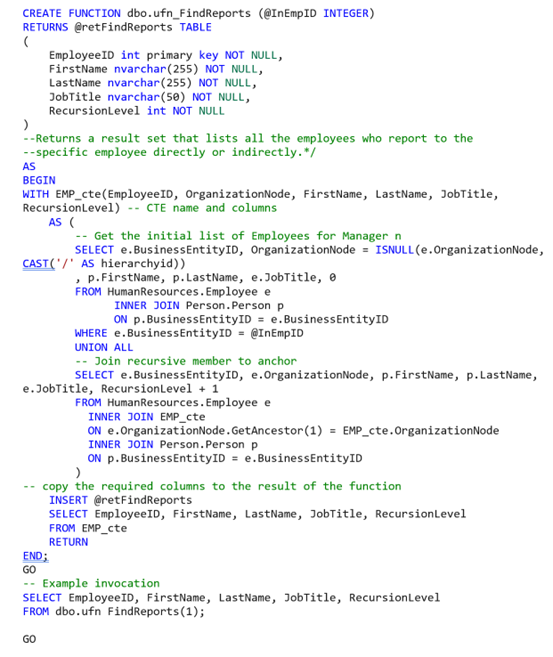 CREATE FUNCTION dbo.ufn_FindReports (@InEmpID INTEGER)
RETURNS @retFindReports TABLE
(
    EmployeeID int primary key NOT NULL,
    FirstName nvarchar(255) NOT NULL,
    LastName nvarchar(255) NOT NULL,
    JobTitle nvarchar(50) NOT NULL,
    RecursionLevel int NOT NULL
)
--Returns a result set that lists all the employees who report to the
--specific employee directly or indirectly.*/
AS
BEGIN
WITH EMP_cte(EmployeeID, OrganizationNode, FirstName, LastName, JobTitle,
RecursionLevel) -- CTE name and columns
    AS (
        -- Get the initial list of Employees for Manager n
        SELECT e.BusinessEntityID, OrganizationNode = ISNULL(e.OrganizationNode,
CAST('/' AS hierarchyid))
        , p.FirstName, p.LastName, e.JobTitle, 0
        FROM HumanResources.Employee e
              INNER JOIN Person.Person p
              ON p.BusinessEntityID = e.BusinessEntityID
        WHERE e.BusinessEntityID = @InEmpID
        UNION ALL
        -- Join recursive member to anchor
        SELECT e.BusinessEntityID, e.OrganizationNode, p.FirstName, p.LastName,
e.JobTitle, RecursionLevel + 1
        FROM HumanResources.Employee e
          INNER JOIN EMP_cte
          ON e.OrganizationNode.GetAncestor(1) = EMP_cte.OrganizationNode
          INNER JOIN Person.Person p
          ON p.BusinessEntityID = e.BusinessEntityID
        )
-- copy the required columns to the result of the function
    INSERT @retFindReports
    SELECT EmployeeID, FirstName, LastName, JobTitle, RecursionLevel
    FROM EMP_cte
    RETURN
END;
GO
-- Example invocation
SELECT EmployeeID, FirstName, LastName, JobTitle, RecursionLevel
FROM dbo.ufn FindReports(1);

GO